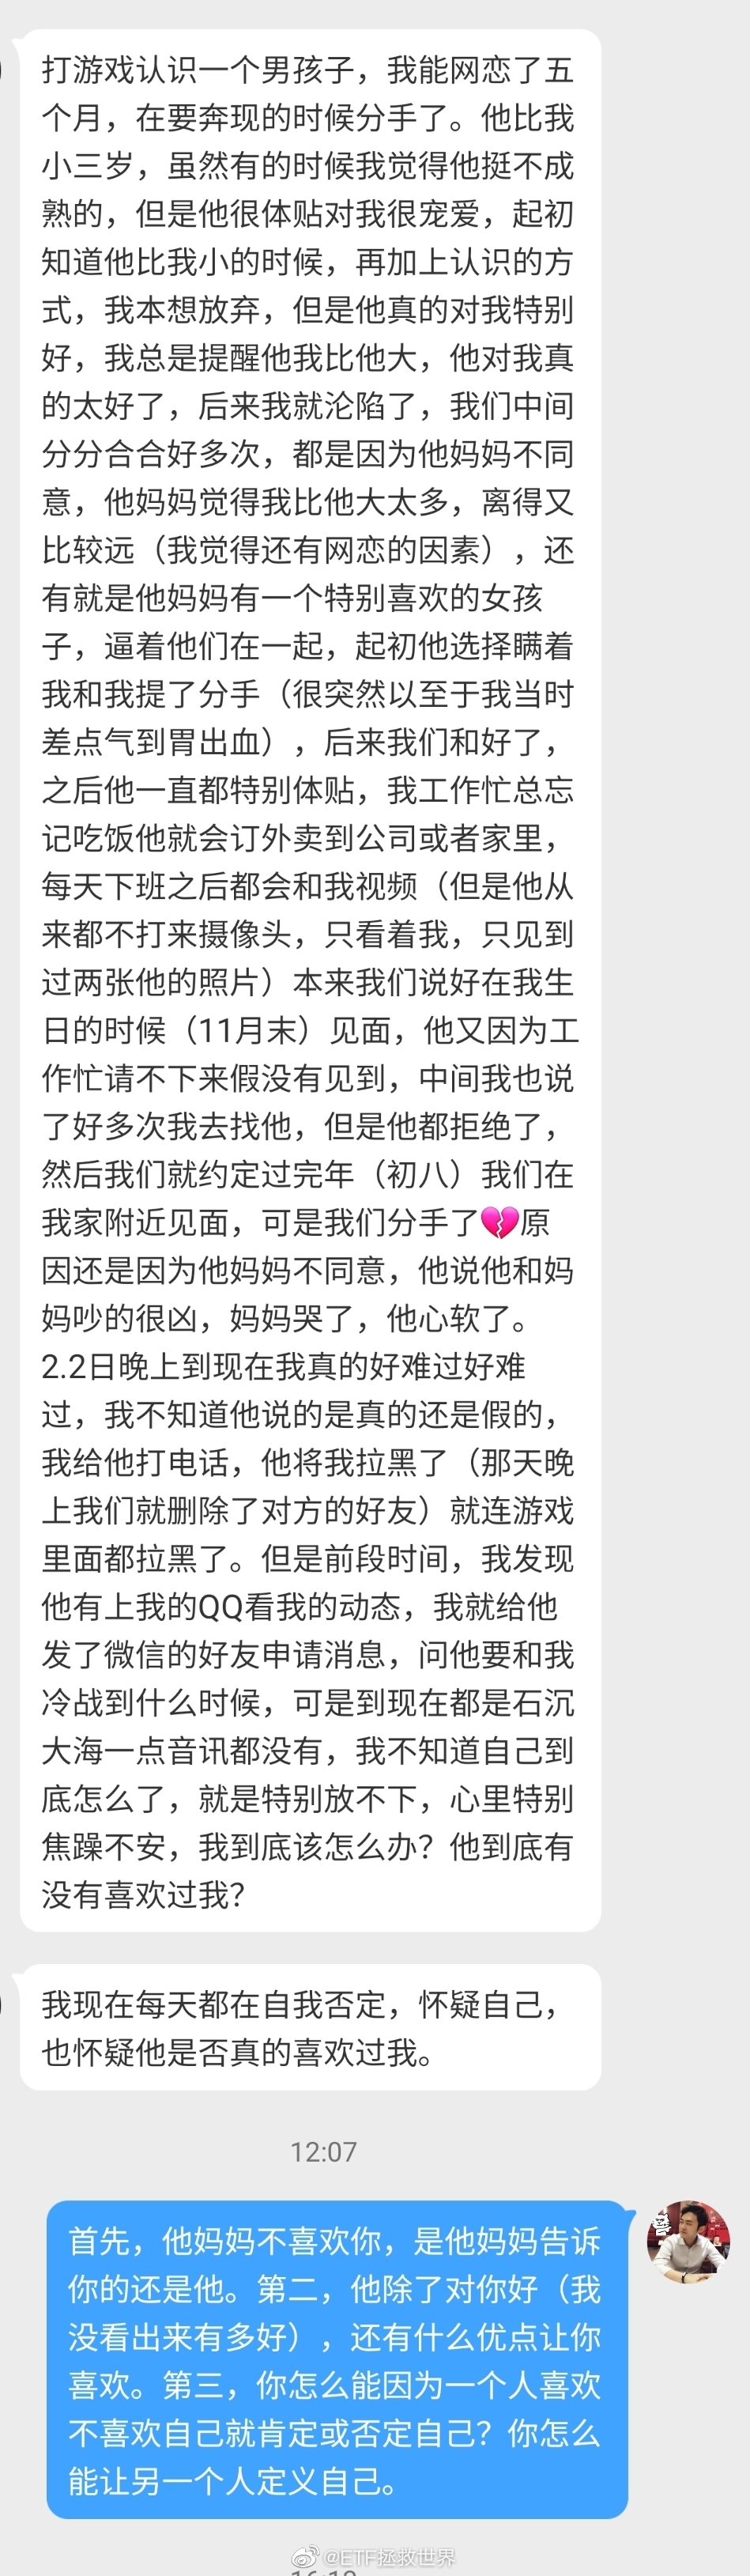 打游戏认识一个男孩子，我能网恋了五
个月，在要奔现的时候分手了。他比我
小三岁，虽然有的时候我觉得他挺不成
熟的，但是他很体贴对我很宠爱，起初
知道他比我小的时候，再加上认识的方
式，我本想放弃，但是他真的对我特别
好，我总是提醒他我比他大，他对我真
的太好了，后来我就沦陷了，我们中间
分分合合好多次，都是因为他妈妈不同
意，他妈妈觉得我比他大太多，离得又
比较远（我觉得还有网恋的因素），还
有就是他妈妈有一个特别喜欢的女孩
子，逼着他们在一起，起初他选择瞒着
我和我提了分手（很突然以至于我当时
差点气到胃出血），后来我们和好了，
之后他一直都特别体贴，我工作忙总忘
记吃饭他就会订外卖到公司或者家里，
每天下班之后都会和我视频（但是他从
来都不打来摄像头，只看着我，只见到
过两张他的照片）本来我们说好在我生
日的时候（11月末）见面，他又因为工
作忙请不下来假没有见到，中间我也说
了好多次我去找他，但是他都拒绝了，
然后我们就约定过完年（初八）我们在
我家附近见面，可是我们分手了💔原
因还是因为他妈妈不同意，他说他和妈
妈吵的很凶，妈妈哭了，他心软了。
2.2日晚上到现在我真的好难过好难
过，我不知道他说的是真的还是假的，
我给他打电话，他将我拉黑了（那天晚
上我们就删除了对方的好友）就连游戏
里面都拉黑了。但是前段时间，我发现
他有上我的QQ看我的动态，我就给他
发了微信的好友申请消息，问他要和我
冷战到什么时候，可是到现在都是石沉
大海一点音讯都没有，我不知道自己到
底怎么了，就是特别放不下，心里特别
焦躁不安，我到底该怎么办？他到底有
没有喜欢过我？
我现在每天都在自我否定，怀疑自己，
也怀疑他是否真的喜欢过我。
12:07
首先，他妈妈不喜欢你，是他妈妈告诉
你的还是他。第二，他除了对你好（我
没看出来有多好），还有什么优点让你
喜欢。第三，你怎么能因为一个人喜欢
不喜欢自己就肯定或否定自己？你怎么
能让另一个人定义自己。
@ETF拯救世界